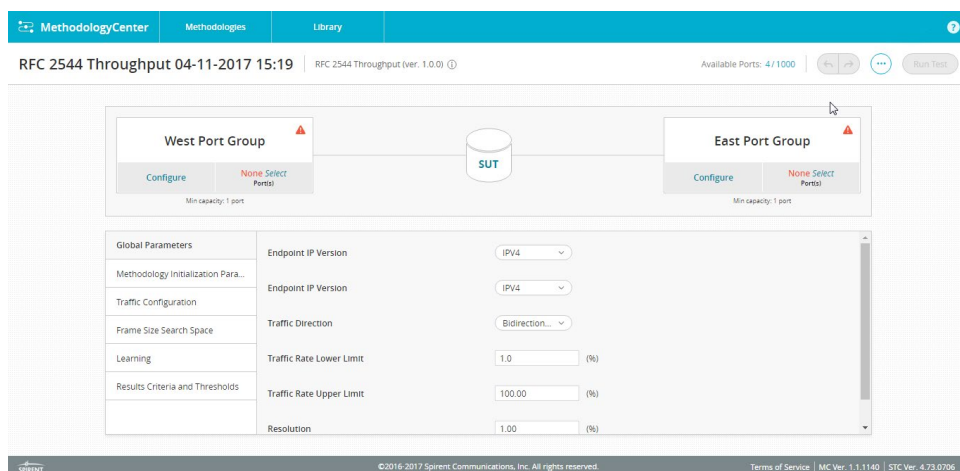 MethodologyCenter Methodologies Library ?
RFC 2544 Throughput 04-11-2017 15:19 RFC 2544 Throughput (ver. 1.0.0) Available Ports: 4 / 1000 Run Test
West Port Group East Port Group
SUT
Configure None Select Configure None Select
Port(s) Port(s)
Min capacity: 1 port Min capacity: 1 port
Global Parameters
Endpoint IP Version IPV4
Methodology Initialization Para...
Endpoint IP Version IPV4
Traffic Configuration
Traffic Direction Bidirection...
Frame Size Search Space
Learning Traffic Rate Lower Limit 1.0 (%)
Results Criteria and Thresholds
Traffic Rate Upper Limit 100.00 (%)
Resolution 1.00 (%)
spirent ©2016-2017 Spirent Communications, Inc. All rights reserved. Terms of Service | MC Ver. 1.1.1140 | STC Ver. 4.73.0706